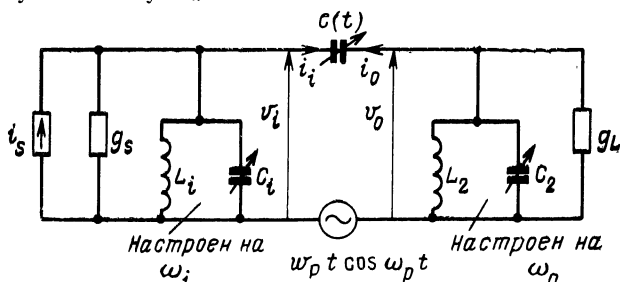 c(t)
i_i
i_o
i_s
g_s
v_i
v_o
g_L
L_i
C_i
L_2
C_2
Настроен на
ω_i
w_p t cos ω_p t
Настроен на
ω_o